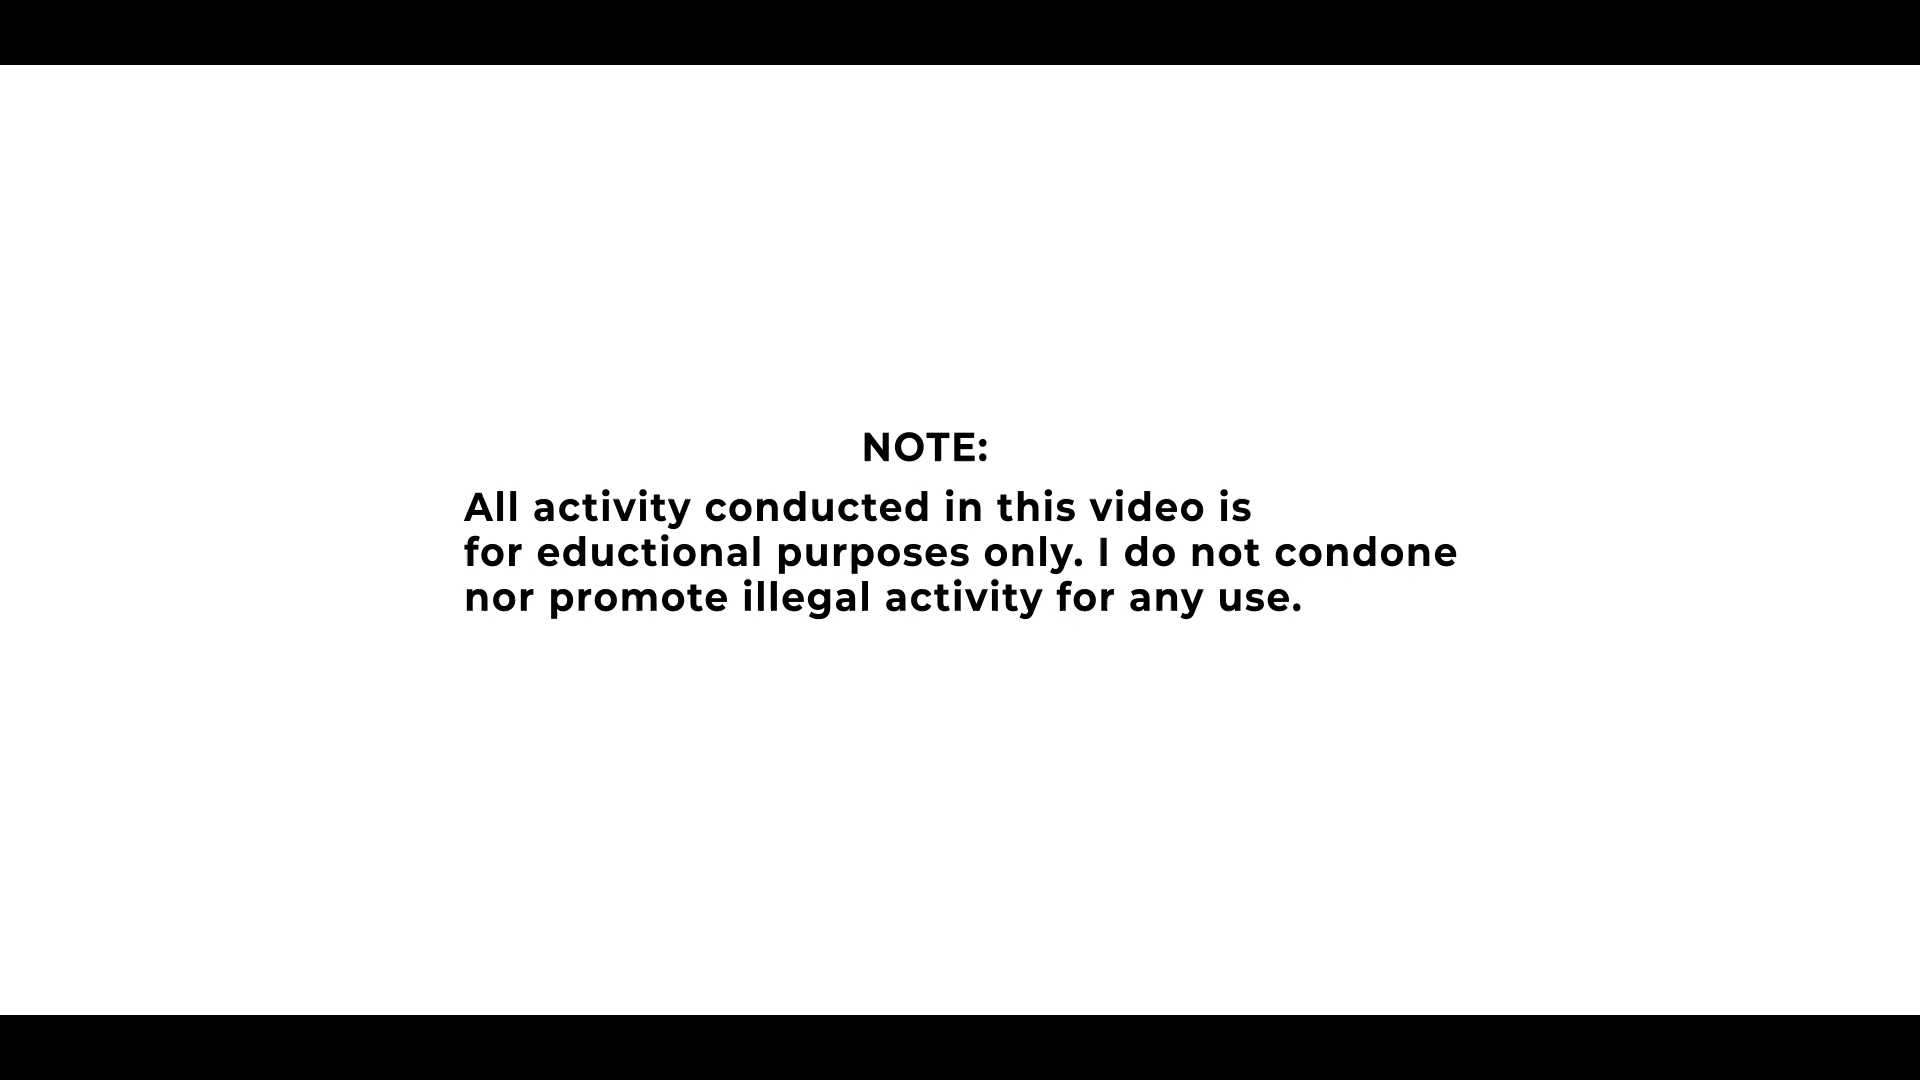 NOTE:
All activity conducted in this video is
for eductional purposes only. I do not condone
nor promote illegal activity for any use.